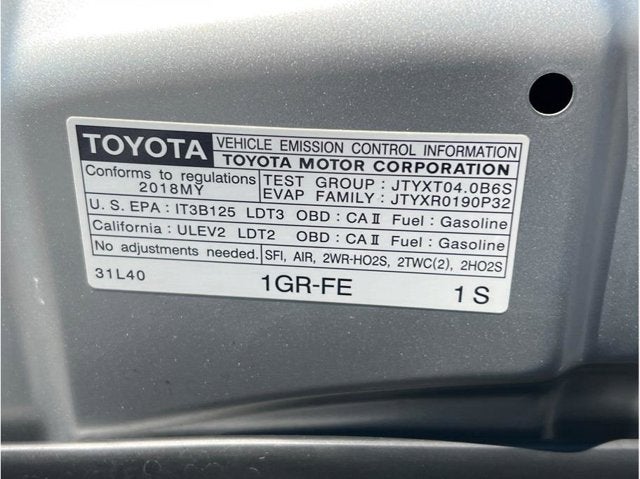 TOYOTA VEHICLE EMISSION CONTROL INFORMATION
TOYOTA MOTOR CORPORATION
Conforms to regulations
2018MY
TEST GROUP : JTYXT04.0B6S
EVAP FAMILY : JTYXR0190P32
U. S. EPA : IT3B125 LDT3 OBD : CA II Fuel : Gasoline
California : ULEV2 LDT2 OBD : CA II Fuel : Gasoline
No adjustments needed. SFI, AIR, 2WR-HO2S, 2TWC(2), 2HO2S
31L40 1GR-FE 1 S